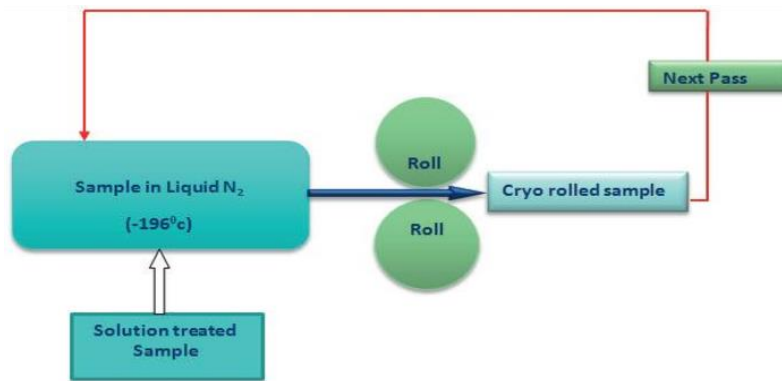 Next Pass
Roll
Sample in Liquid N₂
Cryo rolled sample
(-196⁰c)
Roll
Solution treated
Sample